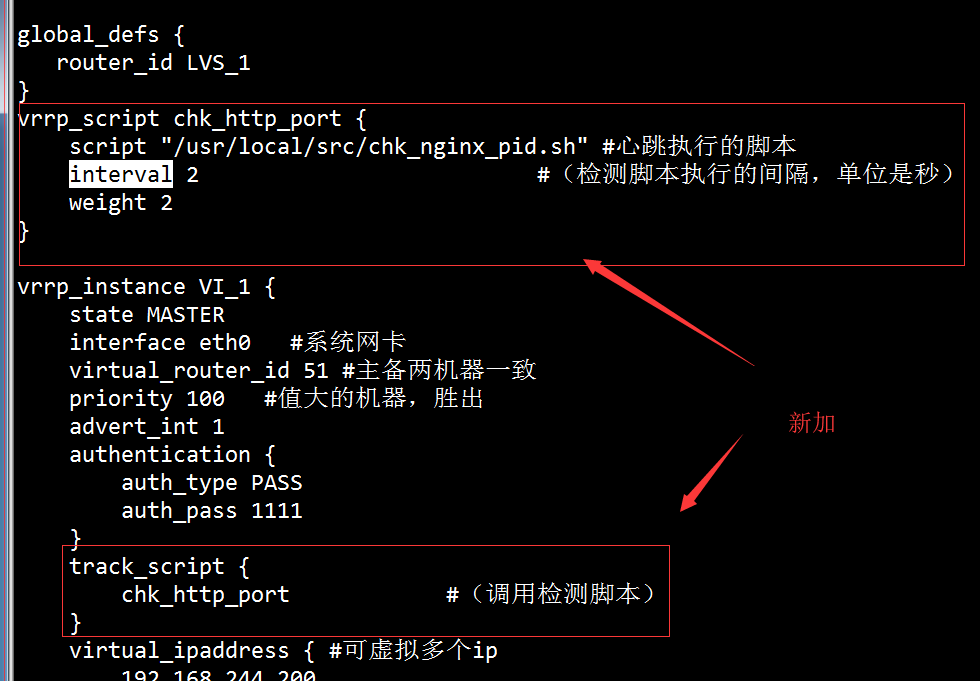 global_defs {
router_id LVS_1
}
vrrp_script chk_http_port {
script "/usr/local/src/chk_nginx_pid.sh" #心跳执行的脚本
interval 2 #（检测脚本执行的间隔，单位是秒）
weight 2
}
vrrp_instance VI_1 {
state MASTER
interface eth0 #系统网卡
virtual_router_id 51 #主备两机器一致
priority 100 #值大的机器，胜出
advert_int 1
新加
authentication {
auth_type PASS
auth_pass 1111
}
track_script {
chk_http_port #（调用检测脚本）
}
virtual_ipaddress { #可虚拟多个ip
192.168.244.200